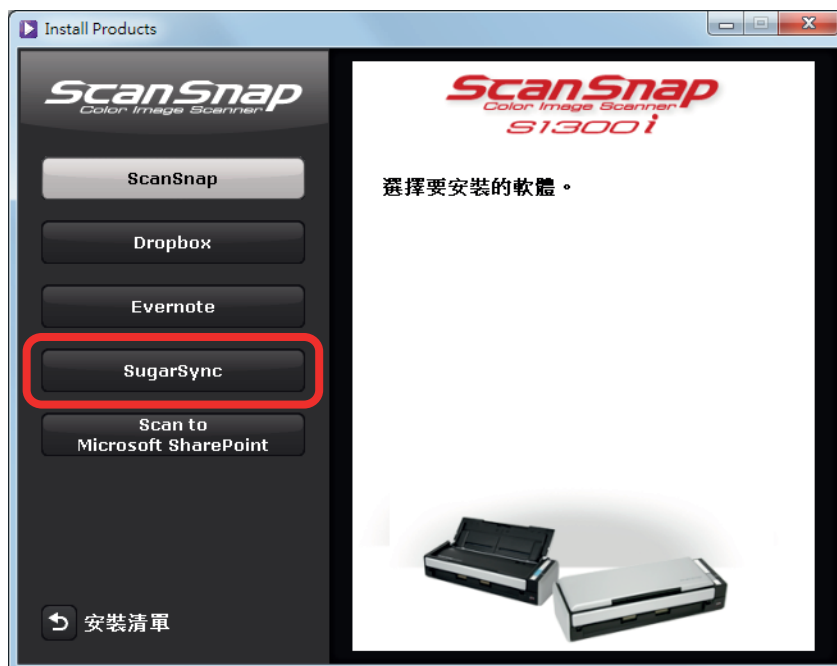 Install Products
ScanSnap
Color Image Scanner
ScanSnap
Dropbox
Evernote
SugarSync
Scan to
Microsoft SharePoint
安裝清單
ScanSnap
Color Image Scanner
S1300i
選擇要安裝的軟體。